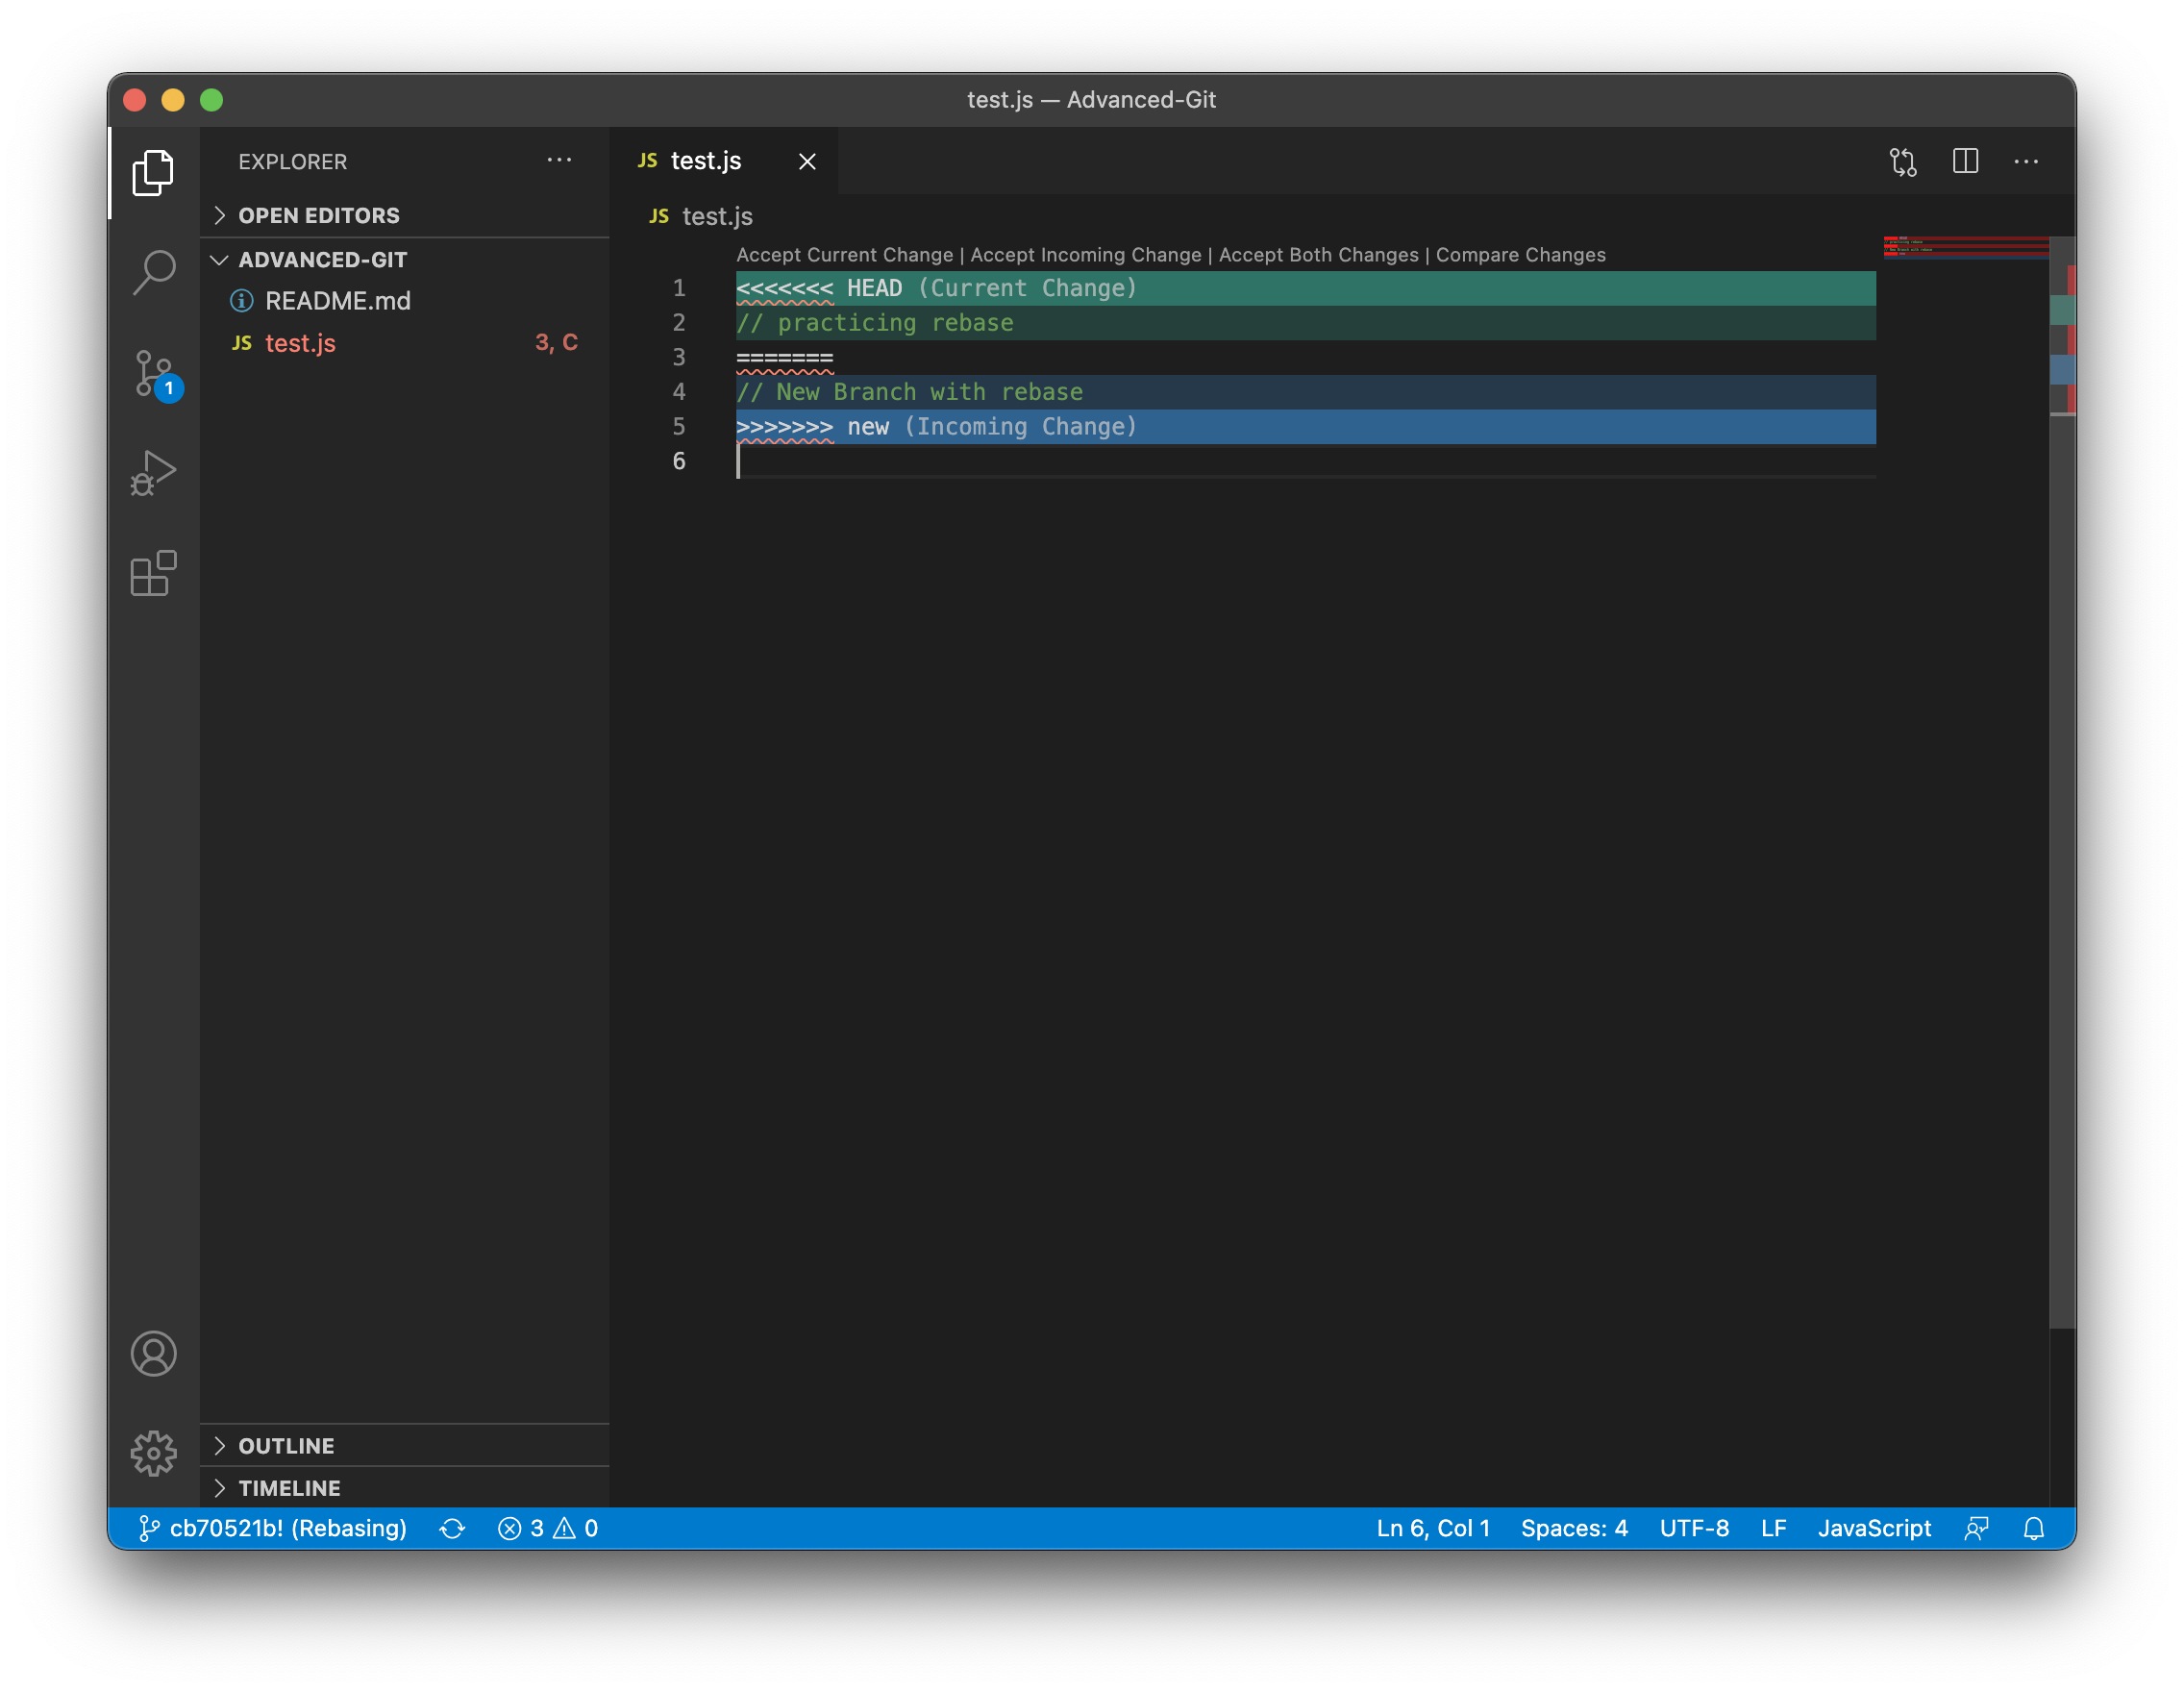 test.js — Advanced-Git
EXPLORER
OPEN EDITORS
ADVANCED-GIT
README.md
JS test.js 3, C
1
JS test.js
JS test.js
Accept Current Change | Accept Incoming Change | Accept Both Changes | Compare Changes
1 <<<<<<< HEAD (Current Change)
2 // practicing rebase
3 =======
4 // New Branch with rebase
5 >>>>>>> new (Incoming Change)
6
OUTLINE
TIMELINE
cb70521b! (Rebasing) 3 0 Ln 6, Col 1 Spaces: 4 UTF-8 LF JavaScript